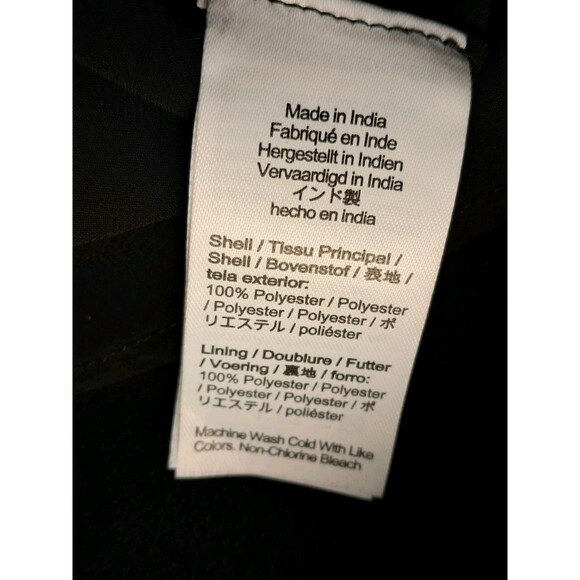 Made in India
Fabriqué en Inde
Hergestellt in Indien
Vervaardigd in India
インド製
hecho en india
Shell / Tissu Principal /
Shell / Bovenstof / 表地 /
tela exterior:
100% Polyester / Polyester
/ Polyester / Polyester / ポ
リエステル / poliéster
Lining / Doublure / Futter
/ Voering / 裏地 / forro:
100% Polyester / Polyester
/ Polyester / Polyester / ポ
リエステル / poliéster
Machine Wash Cold With Like
Colors. Non-Chlorine Bleach